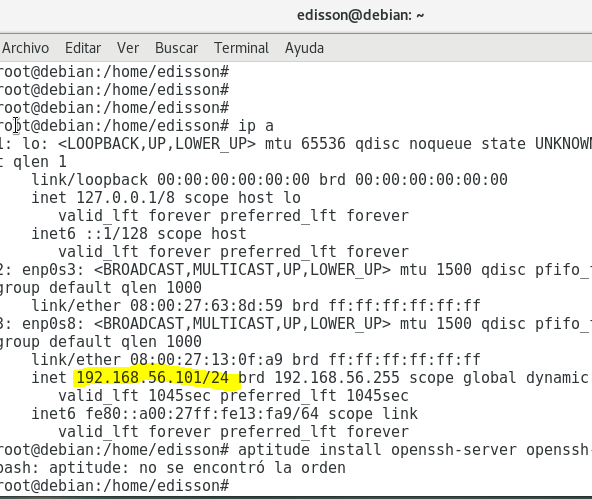 edisson@debian: ~
Archivo Editar Ver Buscar Terminal Ayuda
root@debian:/home/edisson#
root@debian:/home/edisson#
root@debian:/home/edisson#
root@debian:/home/edisson# ip a
1: lo: <LOOPBACK,UP,LOWER_UP> mtu 65536 qdisc noqueue state UNKNOWN
t qlen 1
link/loopback 00:00:00:00:00:00 brd 00:00:00:00:00:00
inet 127.0.0.1/8 scope host lo
valid_lft forever preferred_lft forever
inet6 ::1/128 scope host
valid_lft forever preferred_lft forever
2: enp0s3: <BROADCAST,MULTICAST,UP,LOWER_UP> mtu 1500 qdisc pfifo_
group default qlen 1000
link/ether 08:00:27:63:8d:59 brd ff:ff:ff:ff:ff:ff
3: enp0s8: <BROADCAST,MULTICAST,UP,LOWER_UP> mtu 1500 qdisc pfifo_
group default qlen 1000
link/ether 08:00:27:13:0f:a9 brd ff:ff:ff:ff:ff:ff
inet 192.168.56.101/24 brd 192.168.56.255 scope global dynamic
valid_lft 1045sec preferred_lft 1045sec
inet6 fe80::a00:27ff:fe13:fa9/64 scope link
valid_lft forever preferred_lft forever
root@debian:/home/edisson# aptitude install openssh-server openssh-
bash: aptitude: no se encontró la orden
root@debian:/home/edisson#